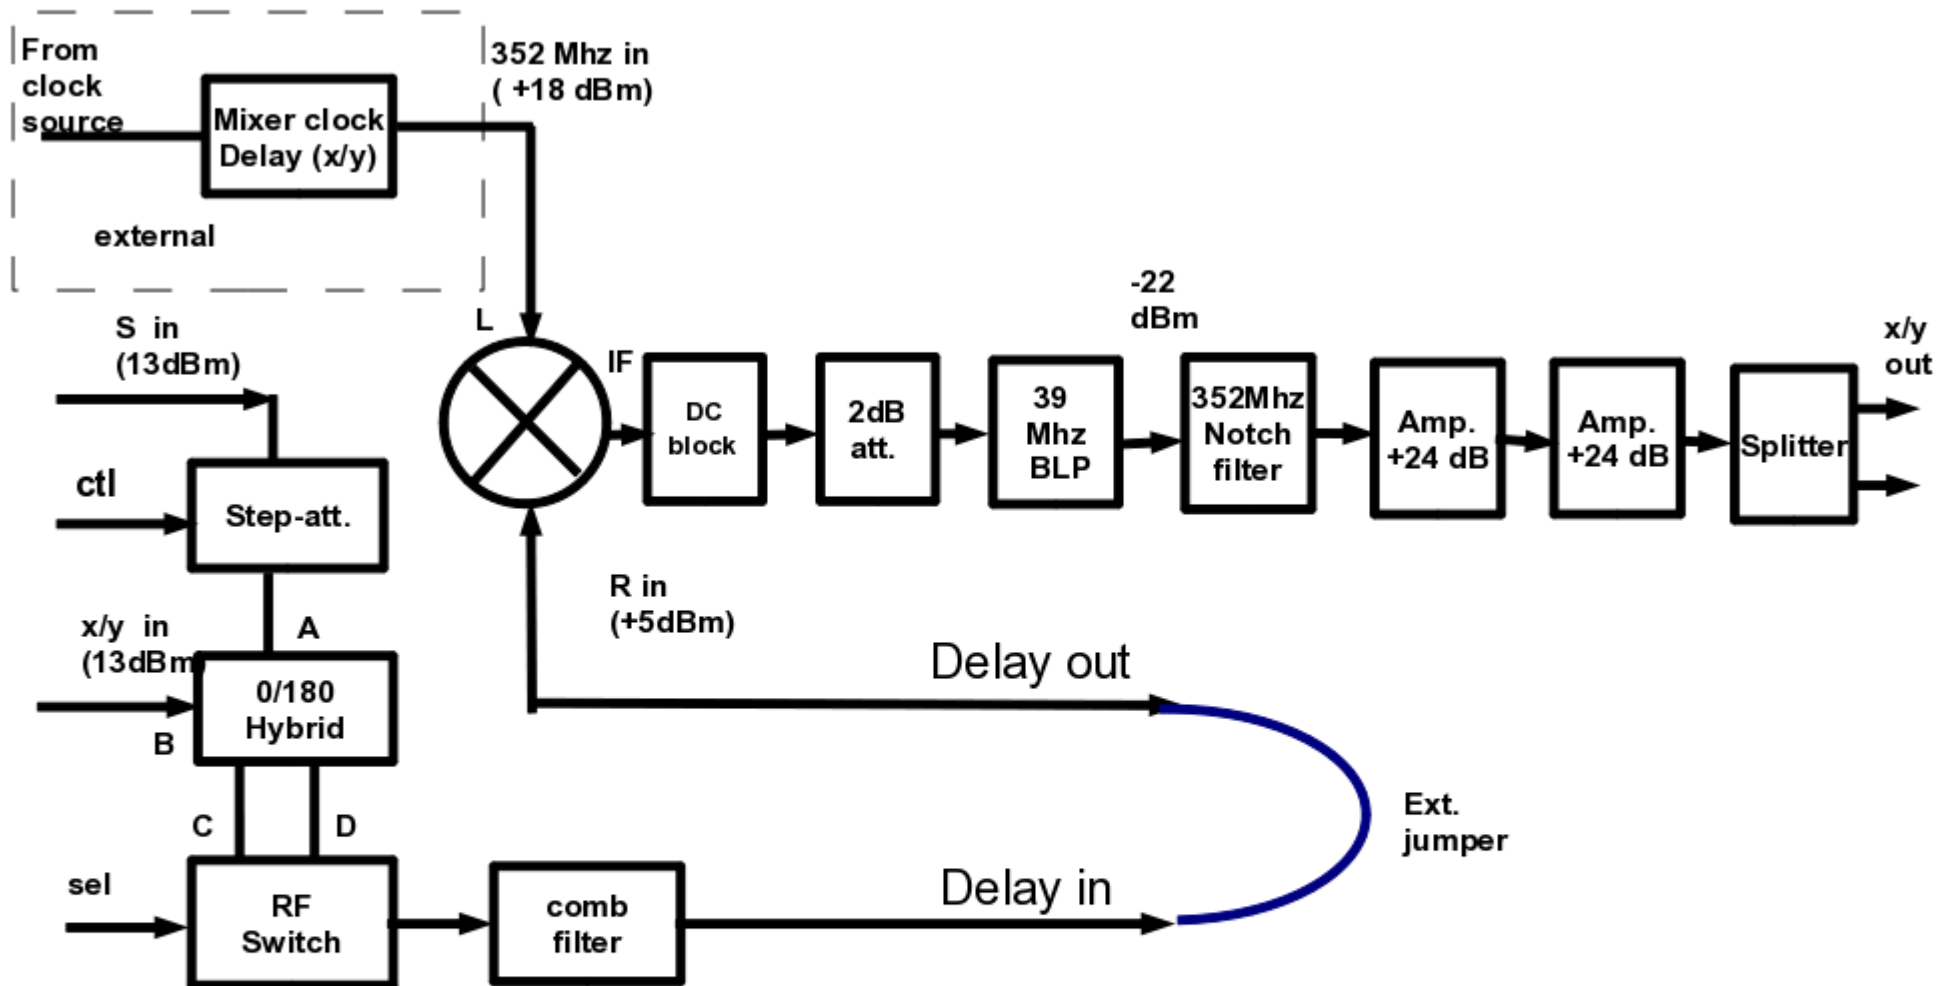 From
clock
source
Mixer clock
Delay (x/y)
external
352 Mhz in
( +18 dBm)
S in
(13dBm)
ctl
Step-att.
x/y in
(13dBm)
A
B
0/180
Hybrid
C
D
sel
RF
Switch
comb
filter
L
IF
DC
block
2dB
att.
39
Mhz
BLP
-22
dBm
352Mhz
Notch
filter
Amp.
+24 dB
Amp.
+24 dB
Splitter
x/y
out
R in
(+5dBm)
Delay out
Delay in
Ext.
jumper